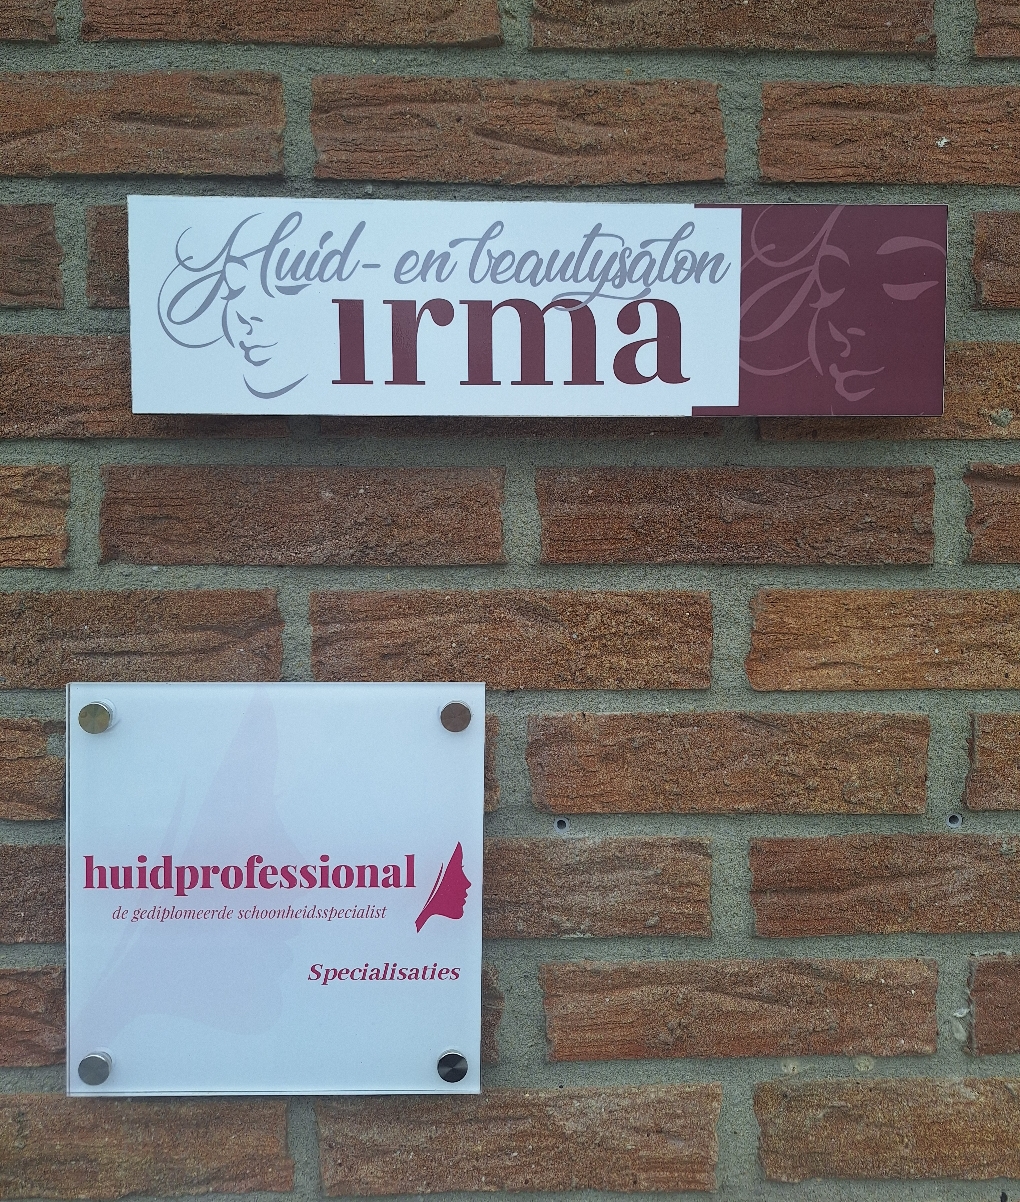 Huid- en beautysalon
irma
huidprofessional
de gediplomeerde schoonheidsspecialist
Specialisaties